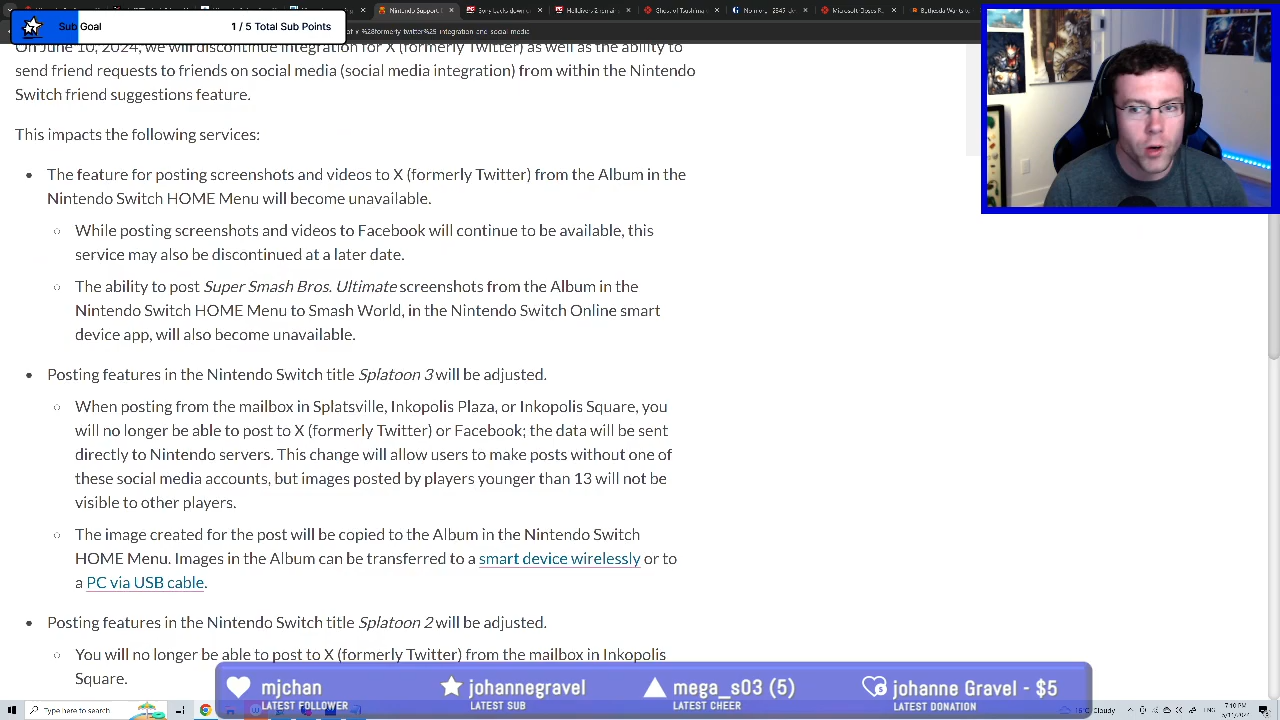 Nintendo Support
Sub Goal 1 / 5 Total Sub Points
On June 10, 2024, we will discontinue integration for X (formerly Twitter) as well as the ability to
send friend requests to friends on social media (social media integration) from within the Nintendo
Switch friend suggestions feature.
This impacts the following services:
• The feature for posting screenshots and videos to X (formerly Twitter) from the Album in the
Nintendo Switch HOME Menu will become unavailable.
○ While posting screenshots and videos to Facebook will continue to be available, this
service may also be discontinued at a later date.
○ The ability to post Super Smash Bros. Ultimate screenshots from the Album in the
Nintendo Switch HOME Menu to Smash World, in the Nintendo Switch Online smart
device app, will also become unavailable.
• Posting features in the Nintendo Switch title Splatoon 3 will be adjusted.
○ When posting from the mailbox in Splatsville, Inkopolis Plaza, or Inkopolis Square, you
will no longer be able to post to X (formerly Twitter) or Facebook; the data will be sent
directly to Nintendo servers. This change will allow users to make posts without one of
these social media accounts, but images posted by players younger than 13 will not be
visible to other players.
○ The image created for the post will be copied to the Album in the Nintendo Switch
HOME Menu. Images in the Album can be transferred to a smart device wirelessly or to
a PC via USB cable.
• Posting features in the Nintendo Switch title Splatoon 2 will be adjusted.
○ You will no longer be able to post to X (formerly Twitter) from the mailbox in Inkopolis
Square.
mjchan johannegravel mega_s03 (5) johanne Gravel - $5
LATEST FOLLOWER LATEST SUB LATEST CHEER LATEST DONATION
Type here to search Cloudy ENG